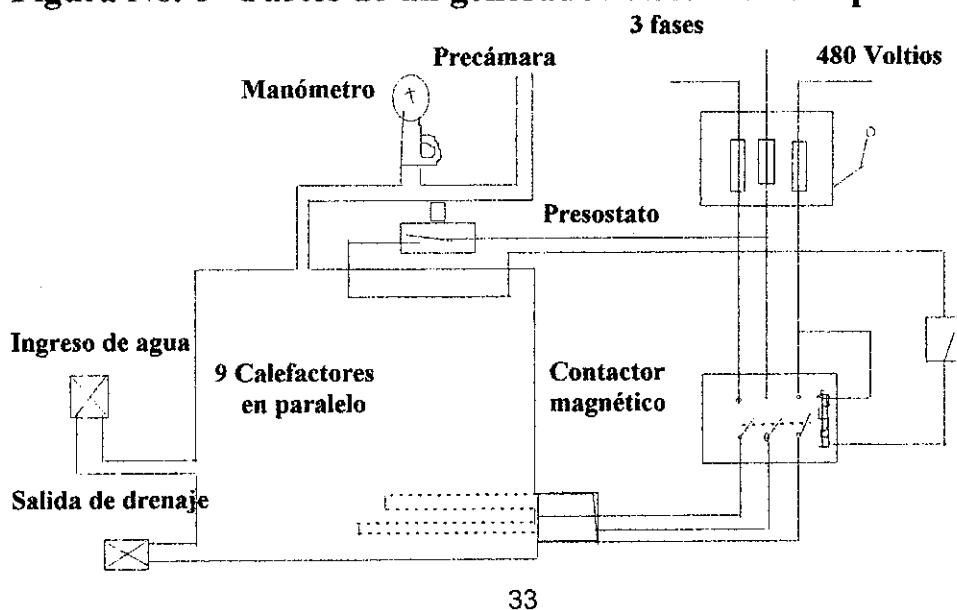 3 fases
Precámara
480 Voltios
Manómetro
Presostato
Ingreso de agua
9 Calefactores
en paralelo
Contactor
magnético
Salida de drenaje
33